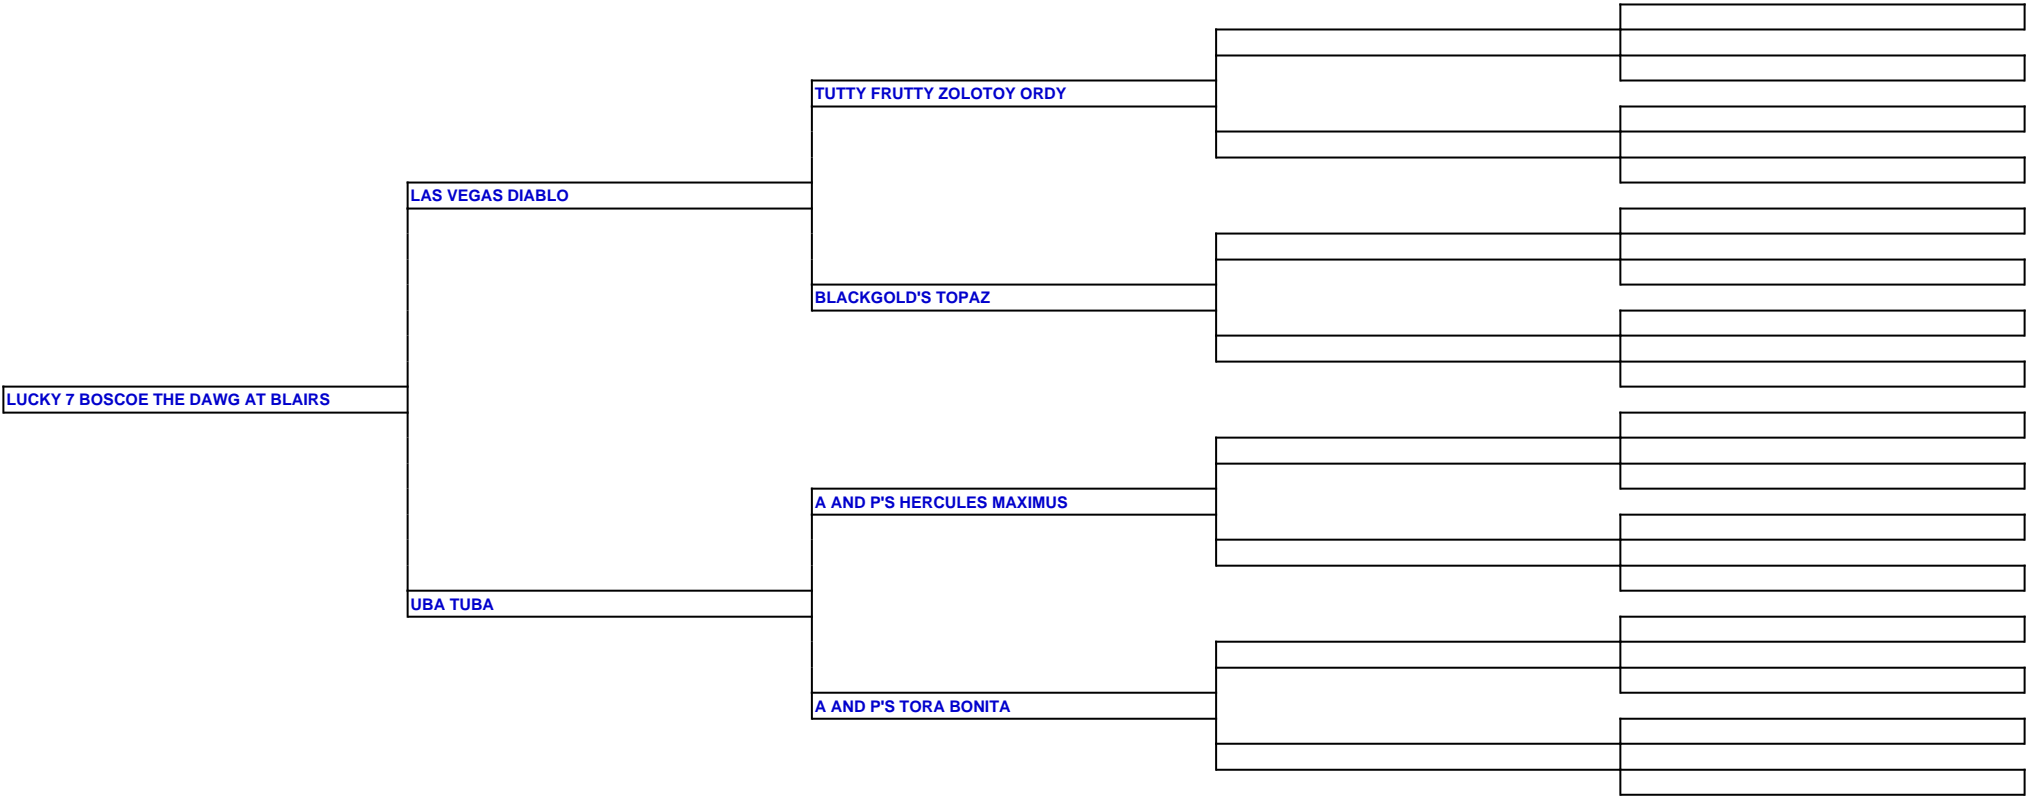 TUTTY FRUTTY ZOLOTOY ORDY
LAS VEGAS DIABLO
BLACKGOLD'S TOPAZ
LUCKY 7 BOSCOE THE DAWG AT BLAIRS
A AND P'S HERCULES MAXIMUS
UBA TUBA
A AND P'S TORA BONITA